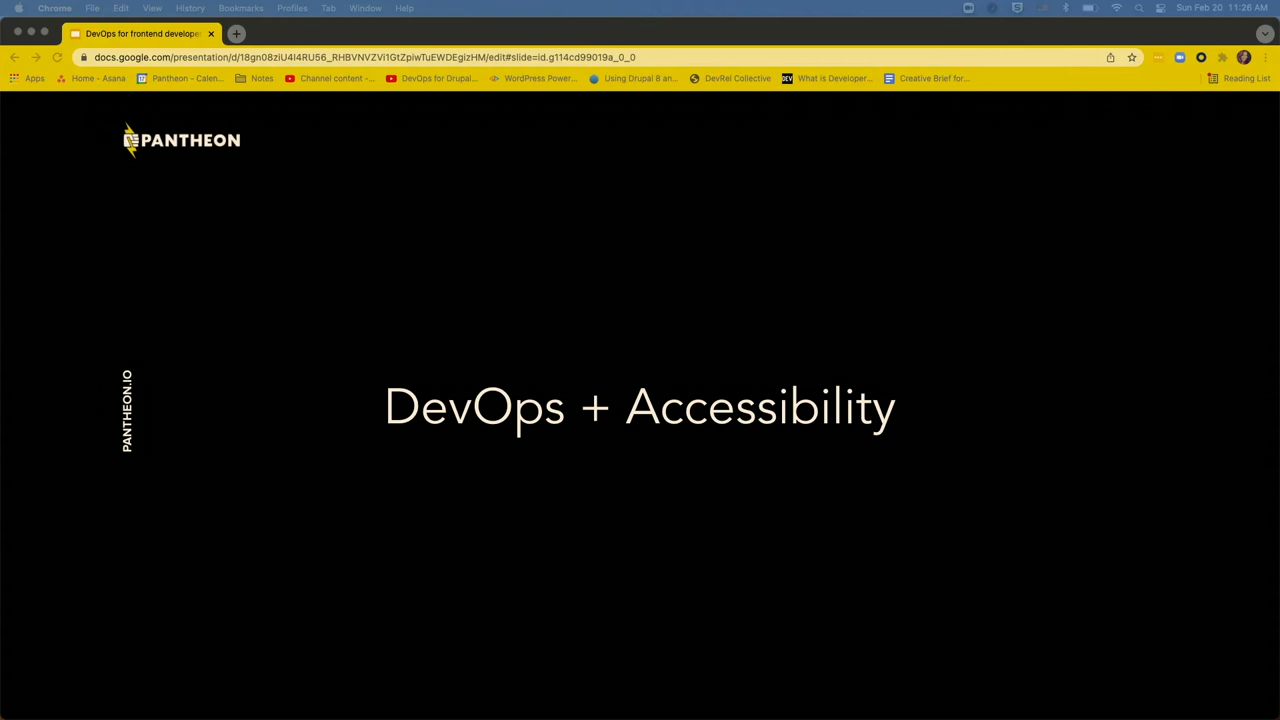 Chrome File Edit View History Bookmarks Profiles Tab Window Help Sun Feb 20 11:26 AM
DevOps for frontend develope
docs.google.com/presentation/d/18gn08ziU4I4RU56_RHBVNVZVi1GtZpiwTuEWDEgizHM/edit#slide=id.g114cd99019a_0_0
Apps Home - Asana Pantheon - Calen... Notes Channel content -... DevOps for Drupal... WordPress Power... Using Drupal 8 an... DevRel Collective DEV What is Developer... Creative Brief for... Reading List
PANTHEON
PANTHEON.IO
DevOps + Accessibility